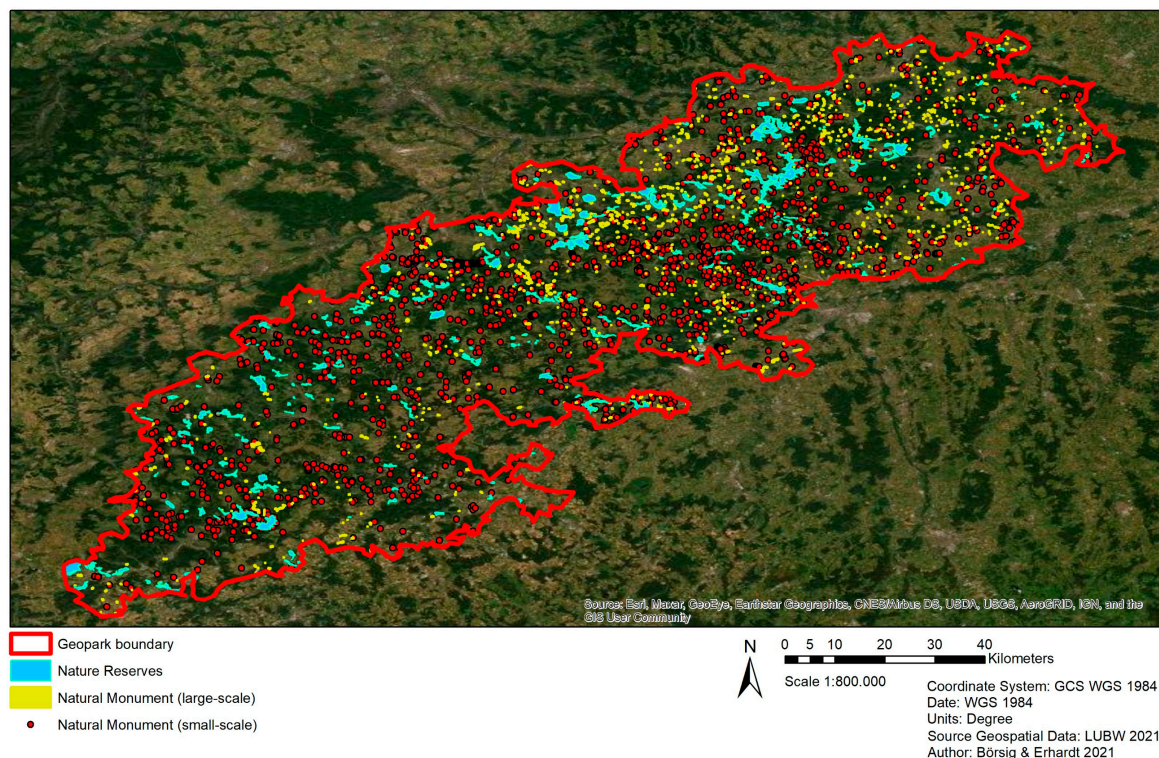 Source: Esri, Maxar, GeoEye, Earthstar Geographics, CNES/Airbus DS, USDA, USGS, AeroGRID, IGN, and the
GIS User Community
Geopark boundary
Nature Reserves
Natural Monument (large-scale)
Natural Monument (small-scale)
N
0 5 10 20 30 40
Kilometers
Scale 1:800.000
Coordinate System: GCS WGS 1984
Date: WGS 1984
Units: Degree
Source Geospatial Data: LUBW 2021
Author: Börsig & Erhardt 2021